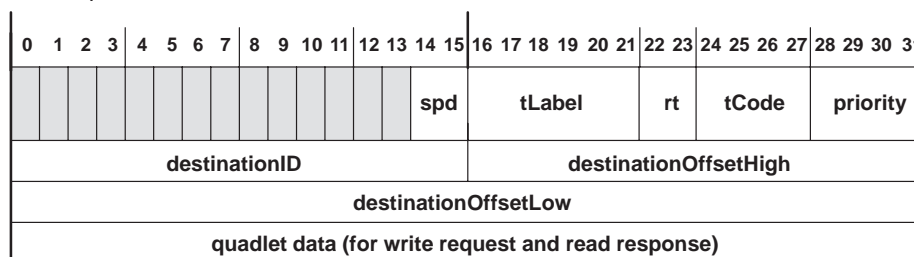 0 1 2 3 4 5 6 7 8 9 10 11 12 13 14 15 16 17 18 19 20 21 22 23 24 25 26 27 28 29 30
spd tLabel rt tCode priority
destinationID destinationOffsetHigh
destinationOffsetLow
quadlet data (for write request and read response)